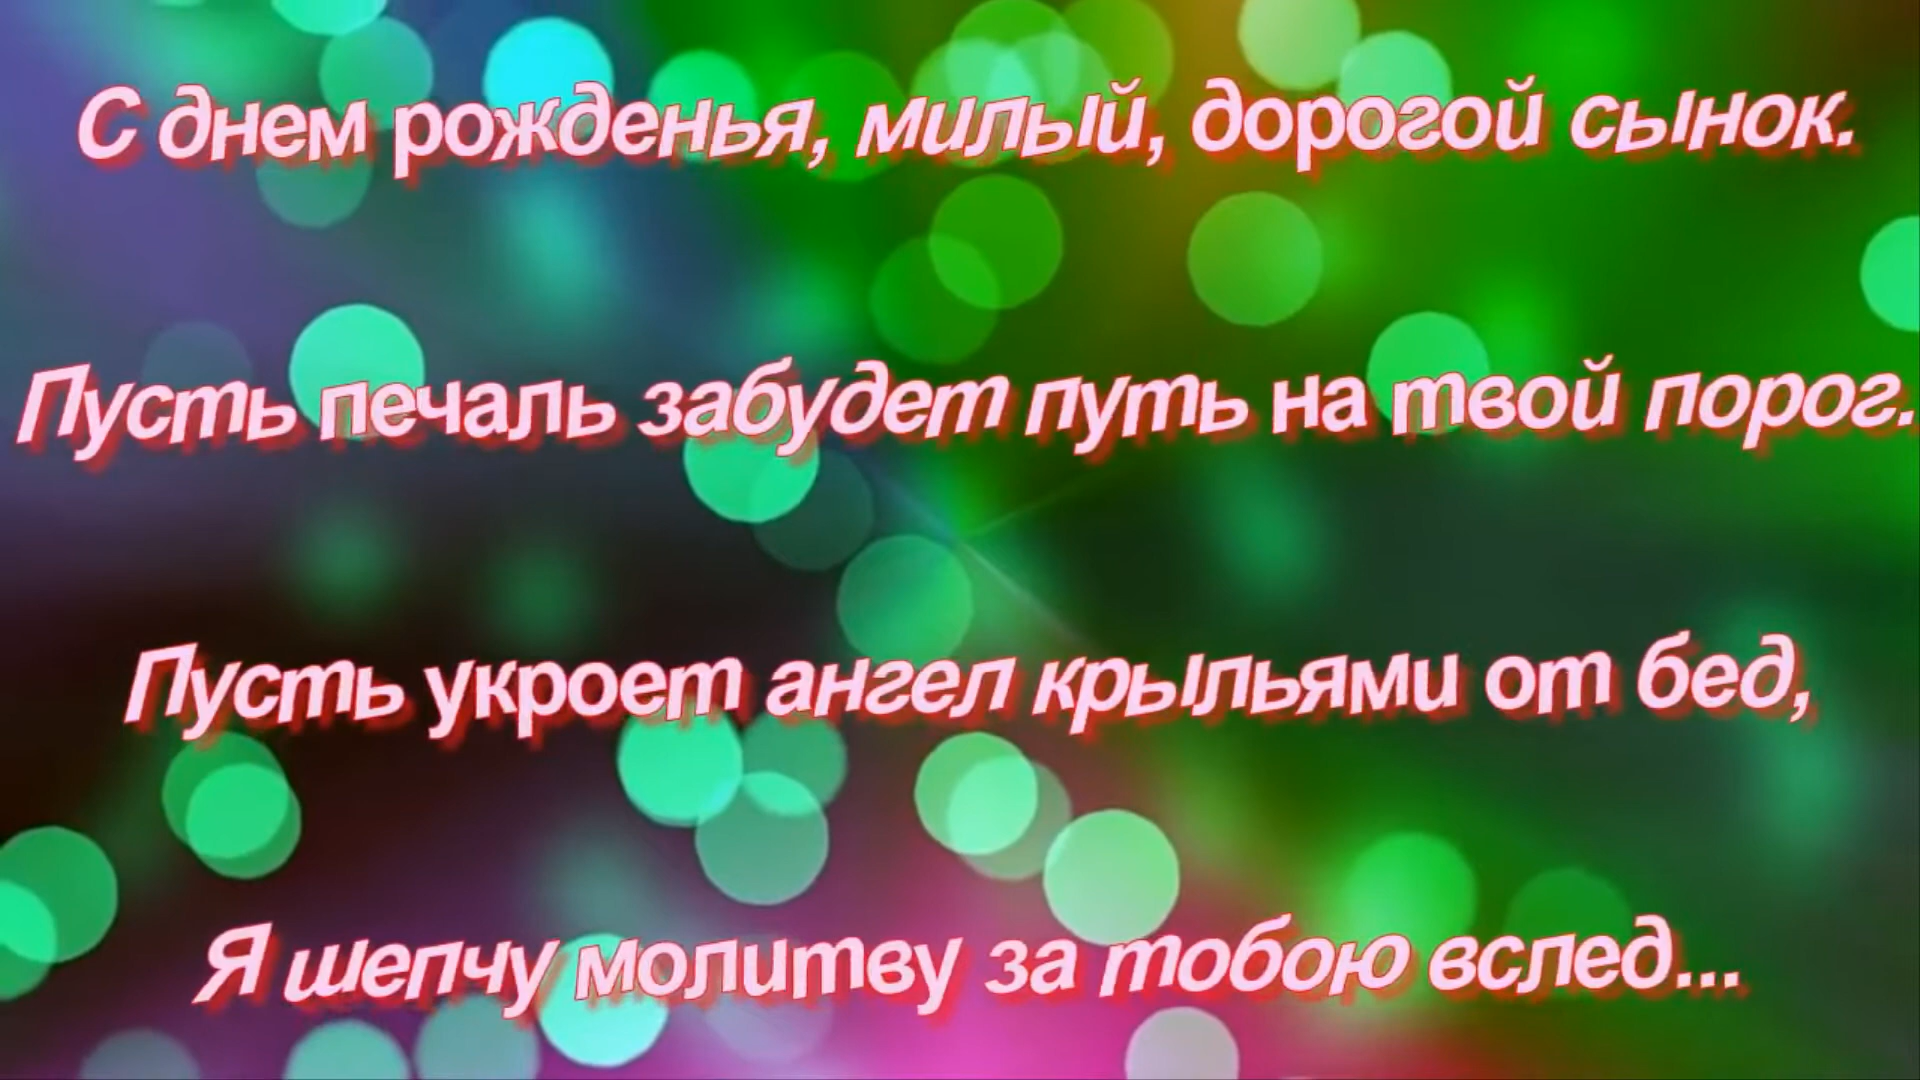 С днем рожденья, милый, дорогой сынок.
Пусть печаль забудет путь на твой порог.
Пусть укроет ангел крыльями от бед,
Я шепчу молитву за тобою вслед...